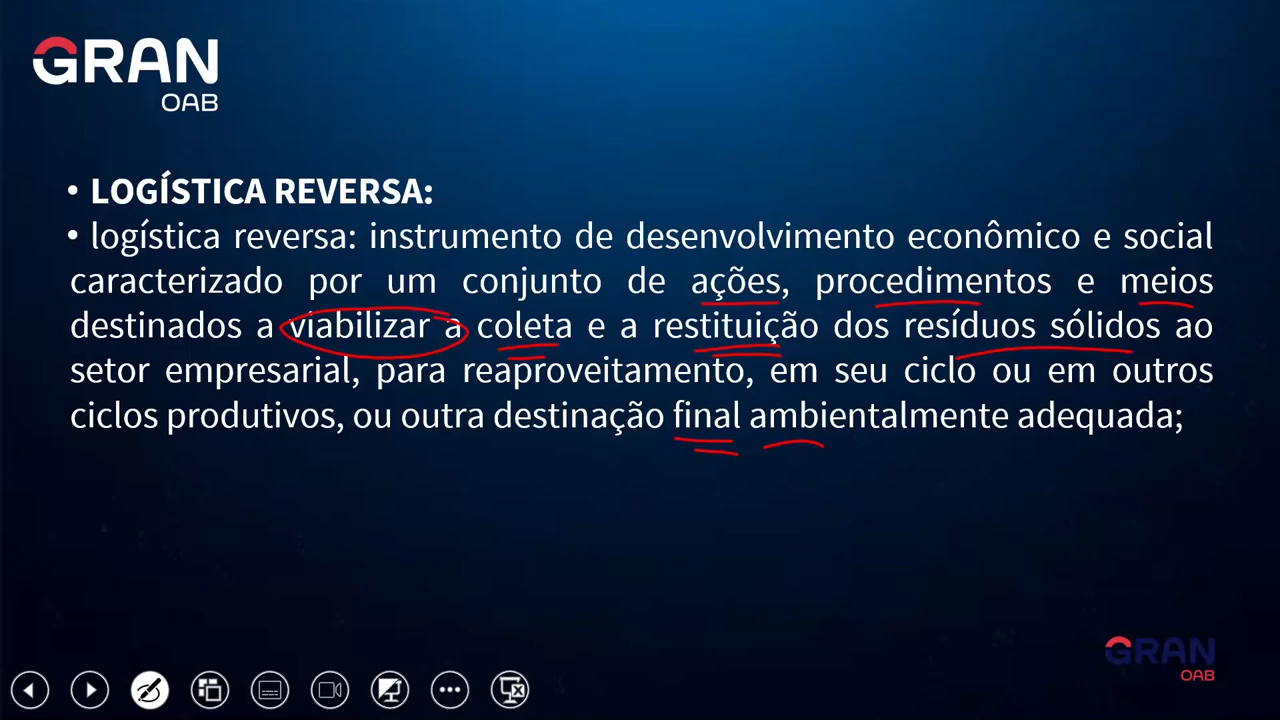 GRAN
OAB
• LOGÍSTICA REVERSA:
• logística reversa: instrumento de desenvolvimento econômico e social
caracterizado por um conjunto de ações, procedimentos e meios
destinados a viabilizar a coleta e a restituição dos resíduos sólidos ao
setor empresarial, para reaproveitamento, em seu ciclo ou em outros
ciclos produtivos, ou outra destinação final ambientalmente adequada;
GRAN
OAB